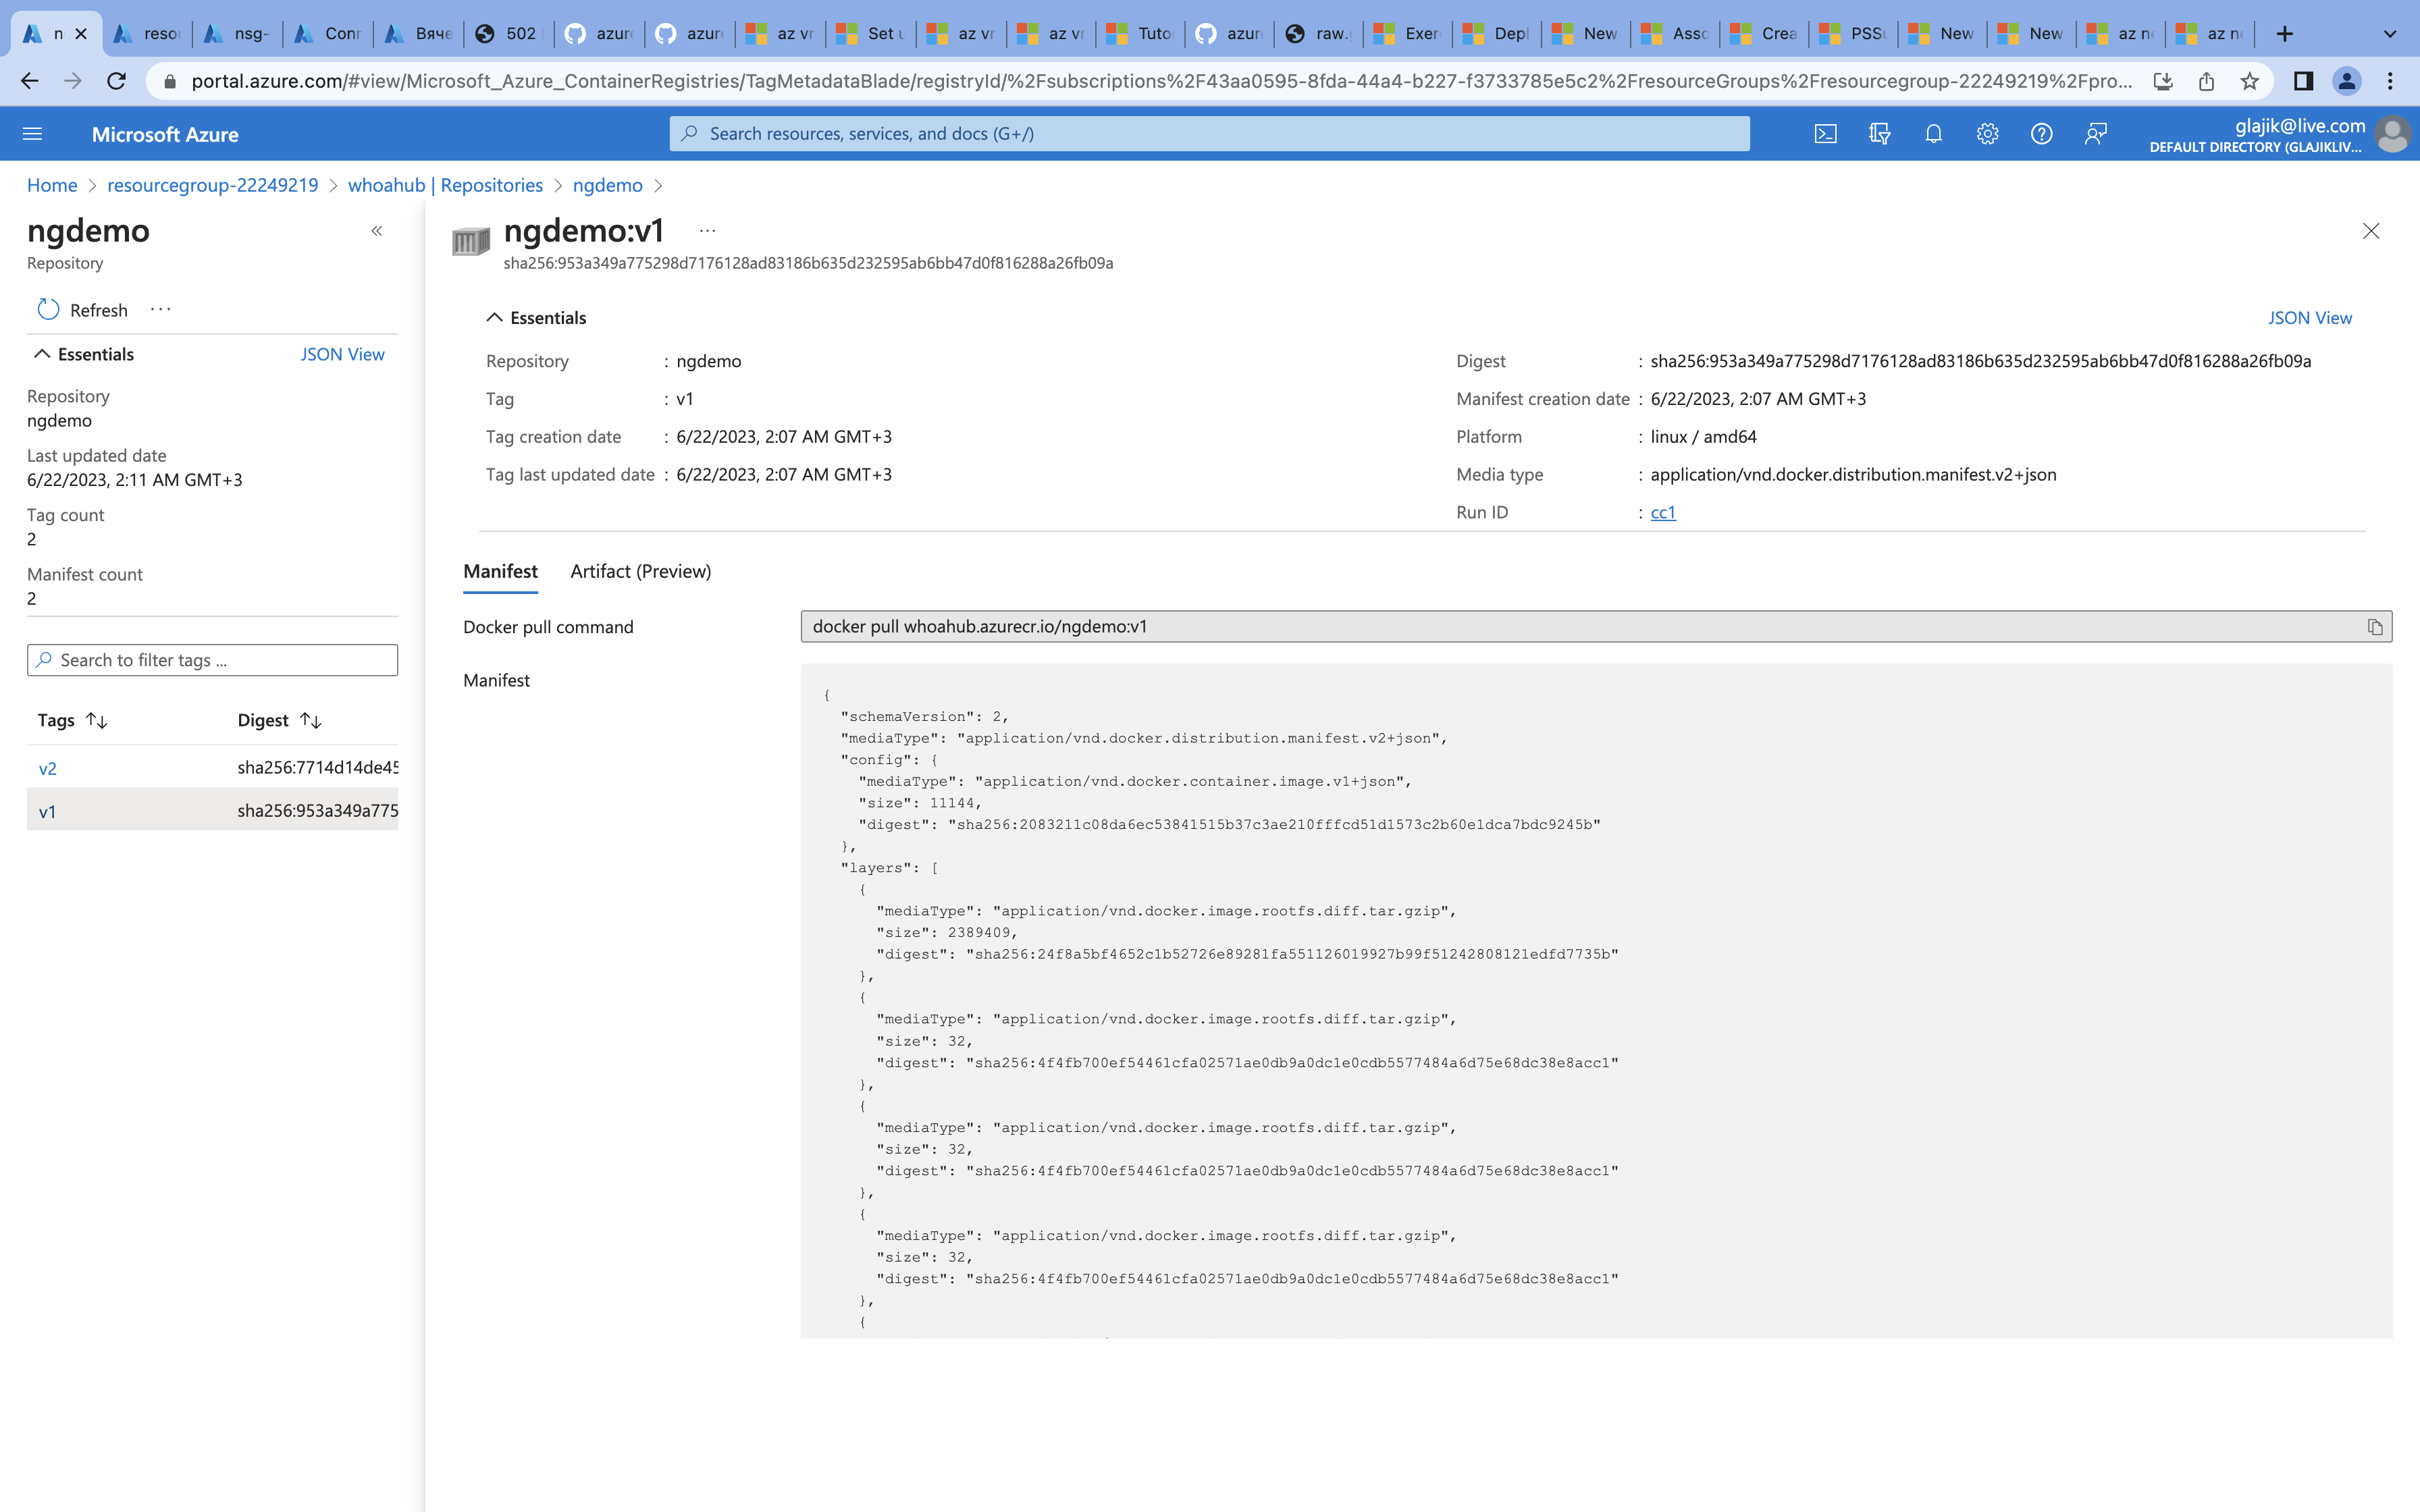 n
resou
nsg-
Conn
Вяче
502
azure
azure
az vm
Set u
az vm
az vm
Tutor
azure
raw.g
Exerc
Deplo
New
Asso
Crea
PSSu
New
New
az ne
az ne
portal.azure.com/#view/Microsoft_Azure_ContainerRegistries/TagMetadataBlade/registryId/%2Fsubscriptions%2F43aa0595-8fda-44a4-b227-f3733785e5c2%2FresourceGroups%2Fresourcegroup-22249219%2Fpro...
Microsoft Azure
Search resources, services, and docs (G+/)
glajik@live.com
DEFAULT DIRECTORY (GLAJIKLIV...
Home > resourcegroup-22249219 > whoahub | Repositories > ngdemo >
ngdemo
Repository
Refresh ...
Essentials
JSON View
Repository
ngdemo
Last updated date
6/22/2023, 2:11 AM GMT+3
Tag count
2
Manifest count
2
Search to filter tags ...
Tags Digest
v2 sha256:7714d14de45
v1 sha256:953a349a775
ngdemo:v1 ...
sha256:953a349a775298d7176128ad83186b635d232595ab6bb47d0f816288a26fb09a
Essentials
JSON View
Repository : ngdemo
Tag : v1
Tag creation date : 6/22/2023, 2:07 AM GMT+3
Tag last updated date : 6/22/2023, 2:07 AM GMT+3
Digest : sha256:953a349a775298d7176128ad83186b635d232595ab6bb47d0f816288a26fb09a
Manifest creation date : 6/22/2023, 2:07 AM GMT+3
Platform : linux / amd64
Media type : application/vnd.docker.distribution.manifest.v2+json
Run ID : cc1
Manifest
Artifact (Preview)
Docker pull command
docker pull whoahub.azurecr.io/ngdemo:v1
Manifest
{
"schemaVersion": 2,
"mediaType": "application/vnd.docker.distribution.manifest.v2+json",
"config": {
"mediaType": "application/vnd.docker.container.image.v1+json",
"size": 11144,
"digest": "sha256:2083211c08da6ec53841515b37c3ae210fffcd51d1573c2b60e1dca7bdc9245b"
},
"layers": [
{
"mediaType": "application/vnd.docker.image.rootfs.diff.tar.gzip",
"size": 2389409,
"digest": "sha256:24f8a5bf4652c1b52726e89281fa551126019927b99f51242808121edfd7735b"
},
{
"mediaType": "application/vnd.docker.image.rootfs.diff.tar.gzip",
"size": 32,
"digest": "sha256:4f4fb700ef54461cfa02571ae0db9a0dc1e0cdb5577484a6d75e68dc38e8acc1"
},
{
"mediaType": "application/vnd.docker.image.rootfs.diff.tar.gzip",
"size": 32,
"digest": "sha256:4f4fb700ef54461cfa02571ae0db9a0dc1e0cdb5577484a6d75e68dc38e8acc1"
},
{
"mediaType": "application/vnd.docker.image.rootfs.diff.tar.gzip",
"size": 32,
"digest": "sha256:4f4fb700ef54461cfa02571ae0db9a0dc1e0cdb5577484a6d75e68dc38e8acc1"
},
{